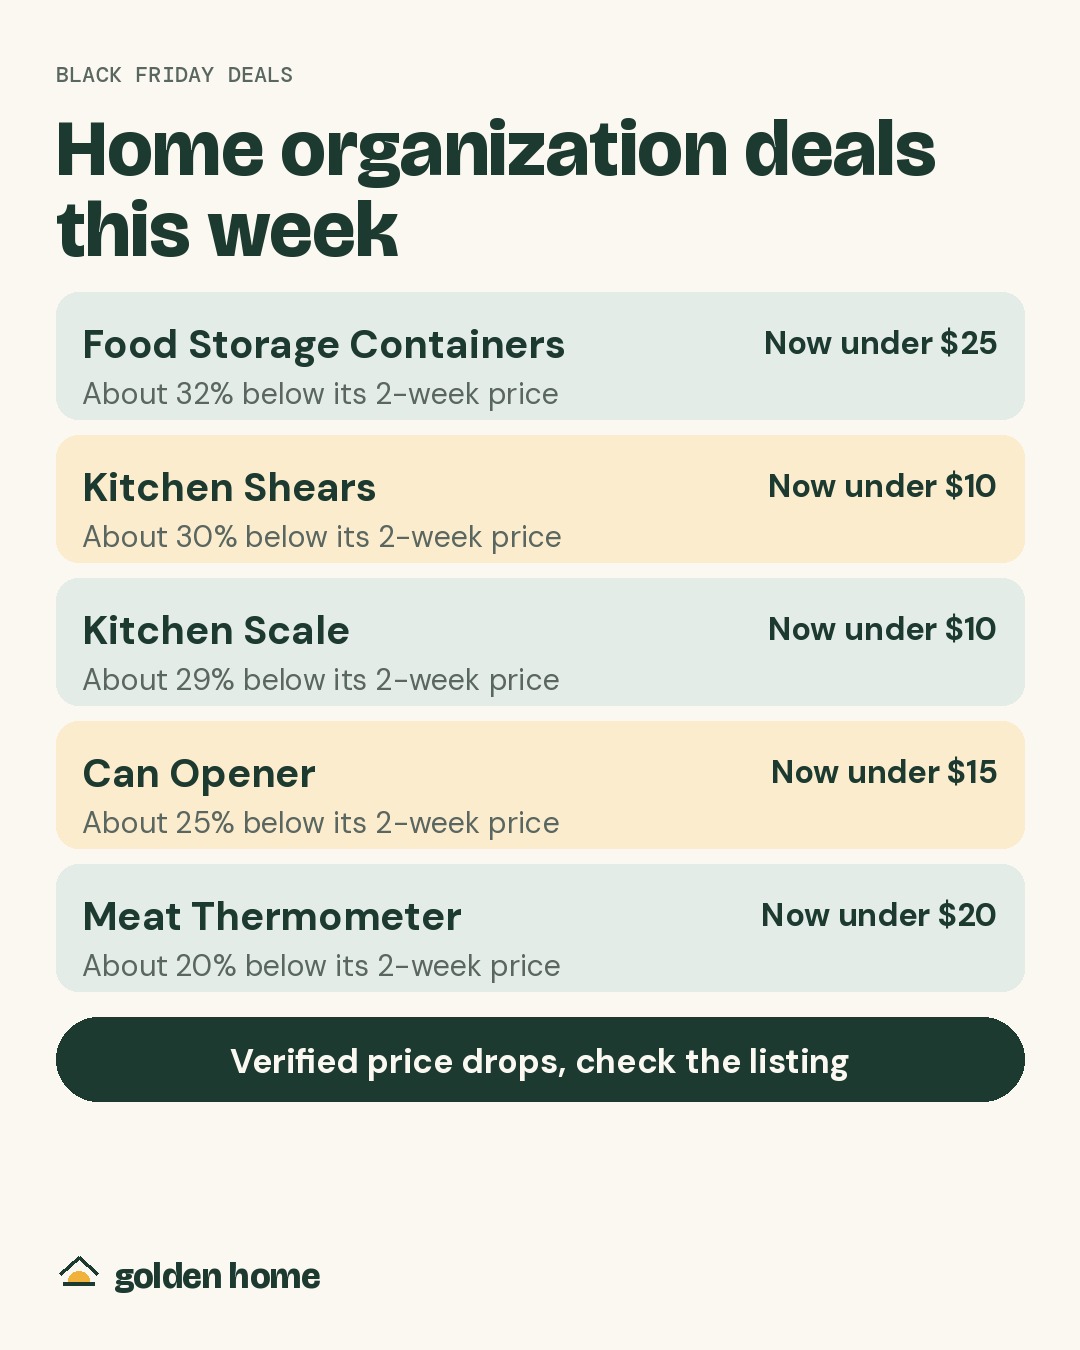 BLACK FRIDAY DEALS
Home organization deals
this week
Food Storage Containers
Now under $25
About 32% below its 2-week price
Kitchen Shears
Now under $10
About 30% below its 2-week price
Kitchen Scale
Now under $10
About 29% below its 2-week price
Can Opener
Now under $15
About 25% below its 2-week price
Meat Thermometer
Now under $20
About 20% below its 2-week price
Verified price drops, check the listing
golden home